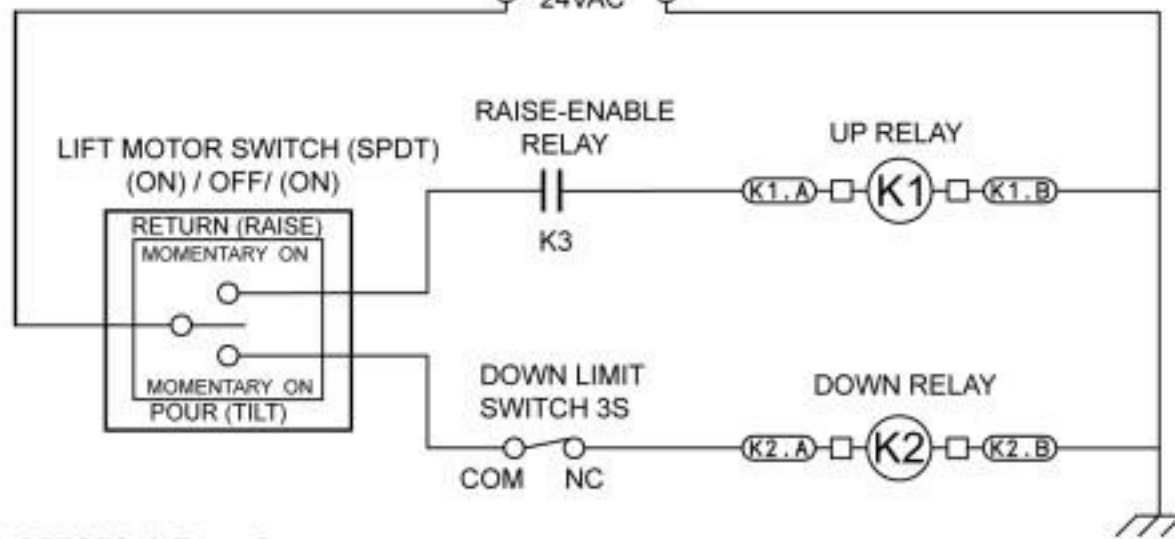 24VAC
RAISE-ENABLE
RELAY
UP RELAY
LIFT MOTOR SWITCH (SPDT)
(ON) / OFF/ (ON)
K1.A
K1
K1.B
K3
RETURN (RAISE)
MOMENTARY ON
MOMENTARY ON
POUR (TILT)
DOWN LIMIT
SWITCH 3S
DOWN RELAY
COM NC
K2.A
K2
K2.B